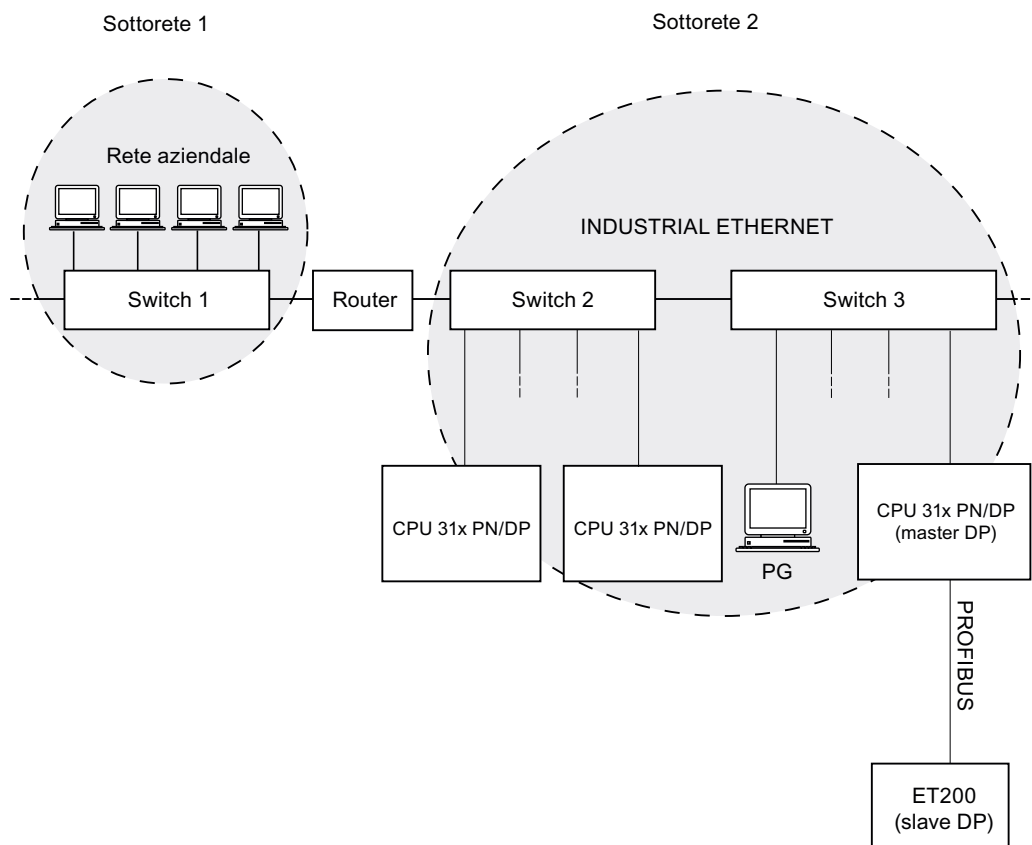 Sottorete 1
Sottorete 2
Rete aziendale
INDUSTRIAL ETHERNET
Switch 1
Router
Switch 2
Switch 3
CPU 31x PN/DP
CPU 31x PN/DP
PG
CPU 31x PN/DP
(master DP)
PROFIBUS
ET200
(slave DP)